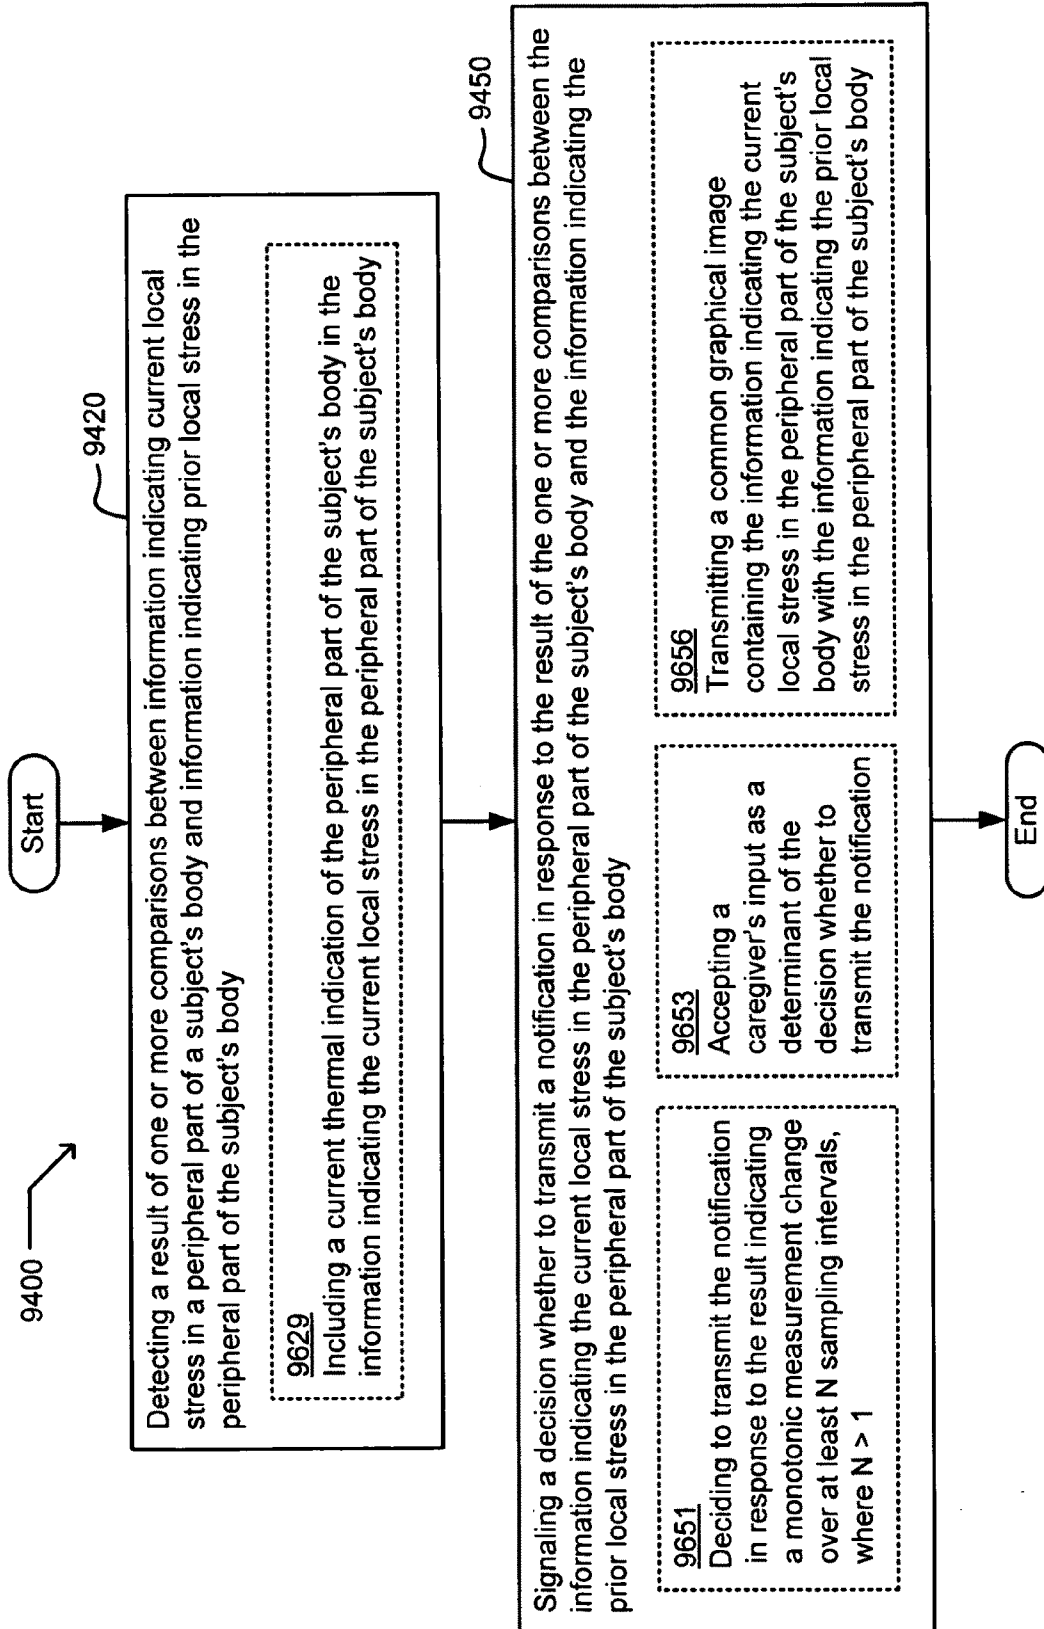 9400
Start
9420
Detecting a result of one or more comparisons between information indicating current local
stress in a peripheral part of a subject's body and information indicating prior local stress in the
peripheral part of the subject's body
9629
Including a current thermal indication of the peripheral part of the subject's body in the
information indicating the current local stress in the peripheral part of the subject's body
9450
Signaling a decision whether to transmit a notification in response to the result of the one or more comparisons between the
information indicating the current local stress in the peripheral part of the subject's body and the information indicating the
prior local stress in the peripheral part of the subject's body
9651
Deciding to transmit the notification
in response to the result indicating
a monotonic measurement change
over at least N sampling intervals,
where N > 1
9653
Accepting a
caregiver's input as a
determinant of the
decision whether to
transmit the notification
9656
Transmitting a common graphical image
containing the information indicating the current
local stress in the peripheral part of the subject's
body with the information indicating the prior local
stress in the peripheral part of the subject's body
End